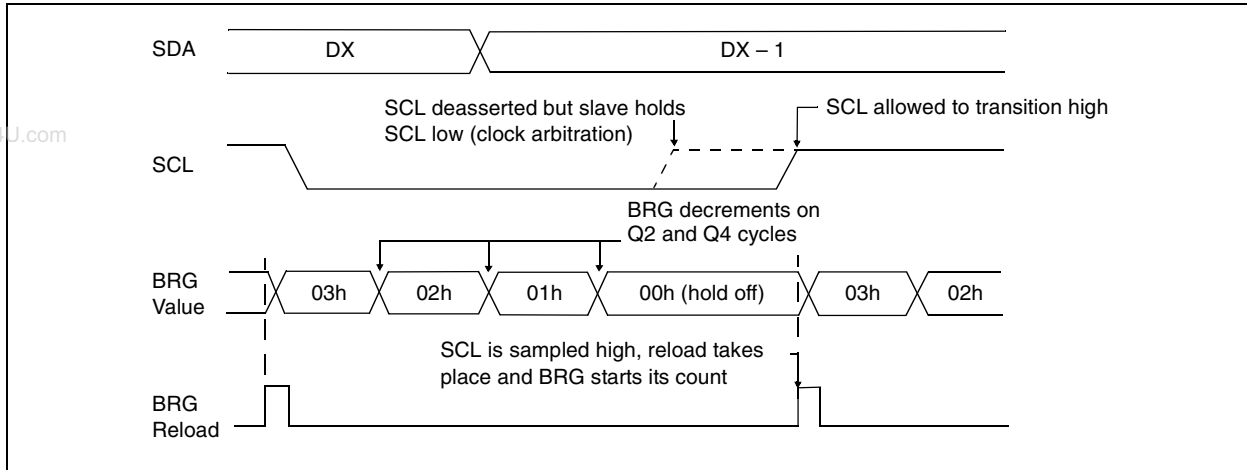 SDA
DX
DX – 1
SCL deasserted but slave holds
SCL low (clock arbitration)
SCL allowed to transition high
4U.com
SCL
BRG decrements on
Q2 and Q4 cycles
BRG
Value
03h
02h
01h
00h (hold off)
03h
02h
SCL is sampled high, reload takes
place and BRG starts its count
BRG
Reload